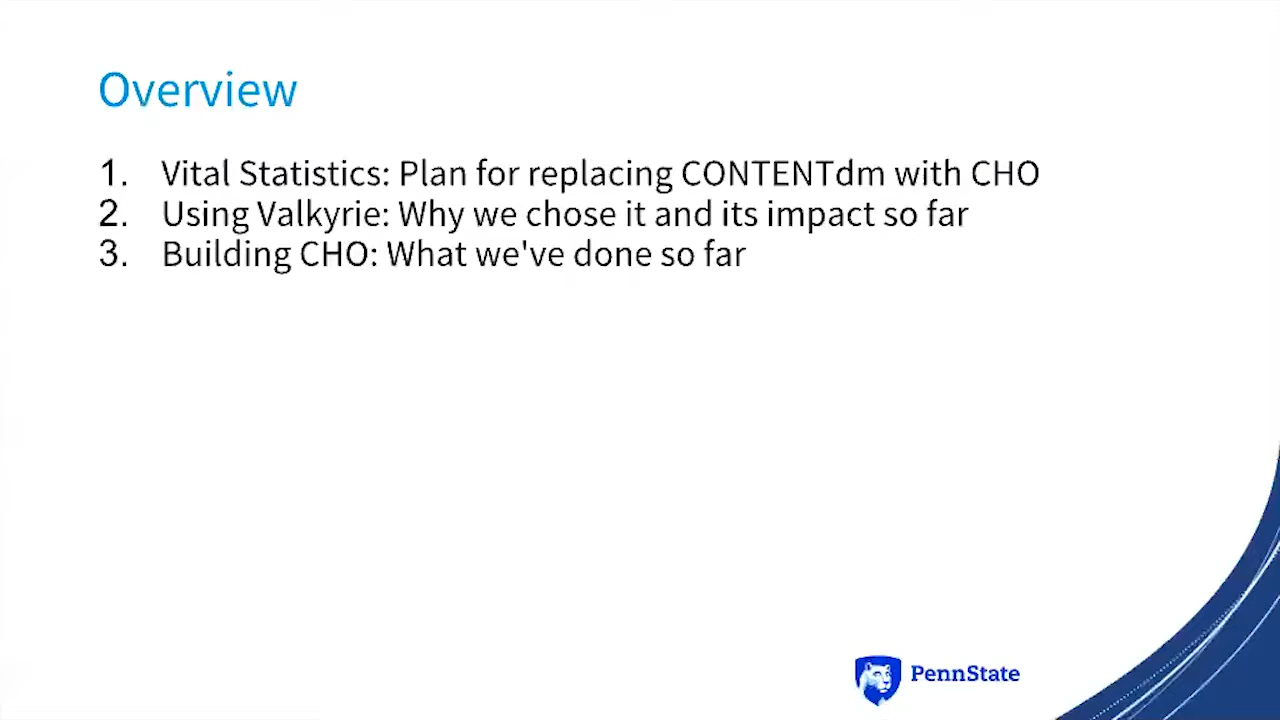 Overview
1. Vital Statistics: Plan for replacing CONTENTdm with CHO
2. Using Valkyrie: Why we chose it and its impact so far
3. Building CHO: What we've done so far
PennState